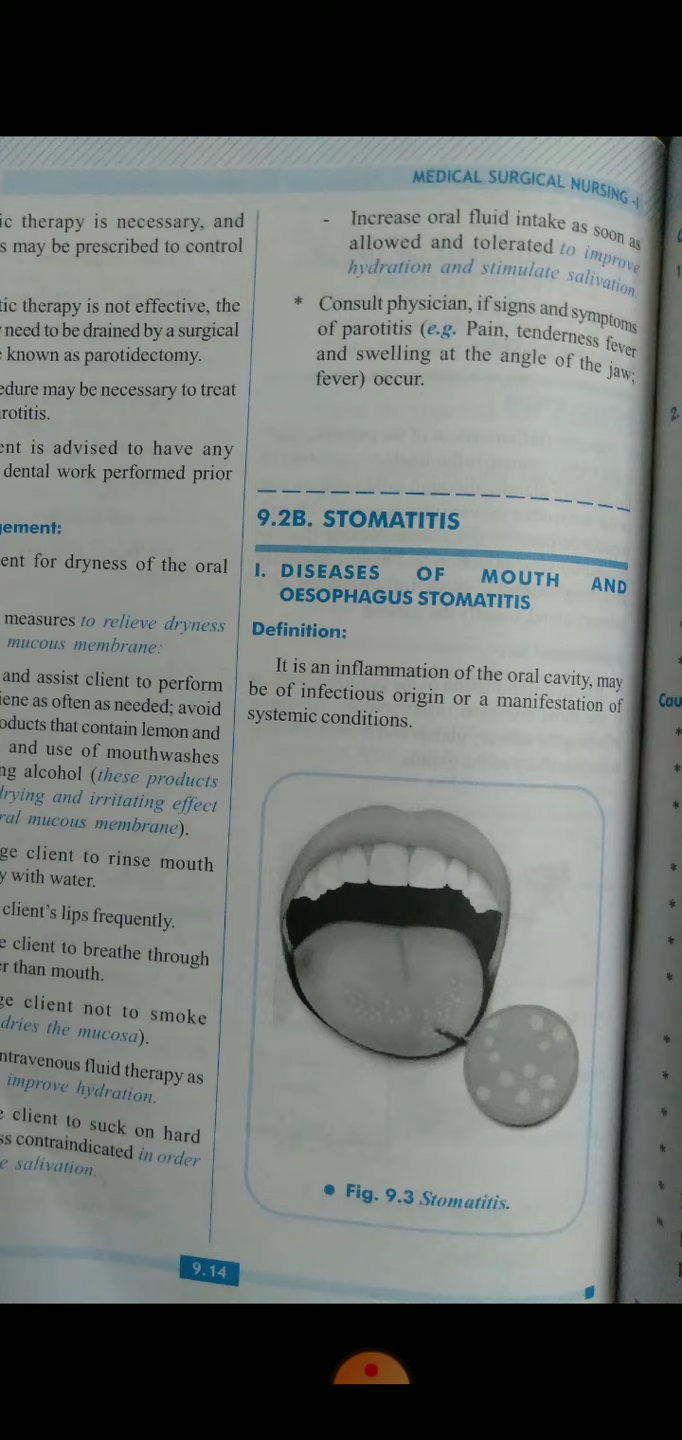 MEDICAL SURGICAL NURSING -I
ic therapy is necessary, and
s may be prescribed to control
tic therapy is not effective, the
need to be drained by a surgical
known as parotidectomy.
edure may be necessary to treat
rotitis.
ent is advised to have any
dental work performed prior
gement:
ent for dryness of the oral
measures to relieve dryness
mucous membrane:
and assist client to perform
iene as often as needed; avoid
oducts that contain lemon and
and use of mouthwashes
ng alcohol (these products
drying and irritating effect
ral mucous membrane).
ge client to rinse mouth
y with water.
client's lips frequently.
e client to breathe through
er than mouth.
ge client not to smoke
dries the mucosa).
ntravenous fluid therapy as
improve hydration.
e client to suck on hard
ss contraindicated in order
e salivation.
- Increase oral fluid intake as soon as
allowed and tolerated to improve
hydration and stimulate salivation.
* Consult physician, if signs and symptoms
of parotitis (e.g. Pain, tenderness fever
and swelling at the angle of the jaw;
fever) occur.
9.2B. STOMATITIS
I. DISEASES OF MOUTH AND
OESOPHAGUS STOMATITIS
Definition:
It is an inflammation of the oral cavity, may
be of infectious origin or a manifestation of
systemic conditions.
• Fig. 9.3 Stomatitis.
9.14
2
Cau
*
*
*
*
*
*
*
*
*
*
*
*
*